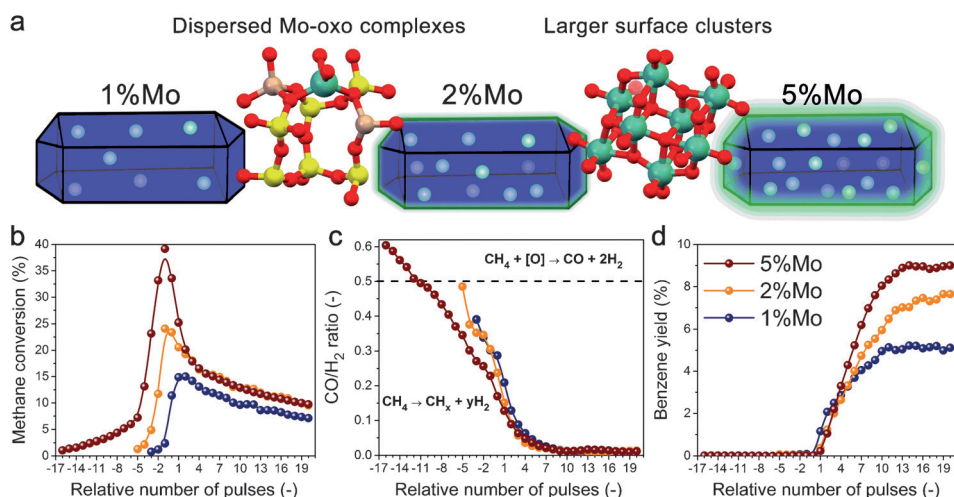 a
Dispersed Mo-oxo complexes
Larger surface clusters
1%Mo
2%Mo
5%Mo
b
Methane conversion (%)
40
35
30
25
20
15
10
5
0
-17 -14 -11 -8 -5 -2 1 4 7 10 13 16 19
Relative number of pulses (-)
c
CO/H2 ratio (-)
0.6
0.5
0.4
0.3
0.2
0.1
0.0
CH4 + [O] → CO + 2H2
CH4 → CHx + yH2
-17 -14 -11 -8 -5 -2 1 4 7 10 13 16 19
Relative number of pulses (-)
d
Benzene yield (%)
10
8
6
4
2
0
5%Mo
2%Mo
1%Mo
-17 -14 -11 -8 -5 -2 1 4 7 10 13 16 19
Relative number of pulses (-)